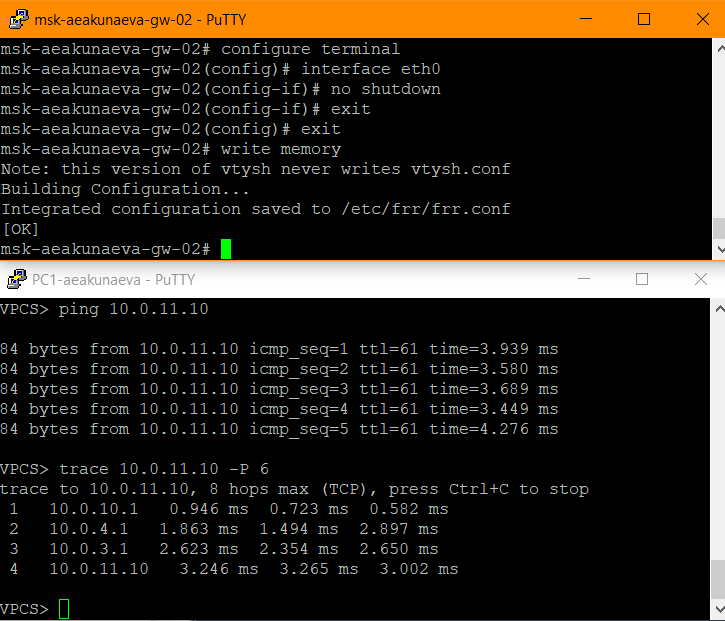 msk-aeakunaeva-gw-02 - PuTTY
msk-aeakunaeva-gw-02# configure terminal
msk-aeakunaeva-gw-02(config)# interface eth0
msk-aeakunaeva-gw-02(config-if)# no shutdown
msk-aeakunaeva-gw-02(config-if)# exit
msk-aeakunaeva-gw-02(config)# exit
msk-aeakunaeva-gw-02# write memory
Note: this version of vtysh never writes vtysh.conf
Building Configuration...
Integrated configuration saved to /etc/frr/frr.conf
[OK]
msk-aeakunaeva-gw-02#
PC1-aeakunaeva - PuTTY
VPCS> ping 10.0.11.10
84 bytes from 10.0.11.10 icmp_seq=1 ttl=61 time=3.939 ms
84 bytes from 10.0.11.10 icmp_seq=2 ttl=61 time=3.580 ms
84 bytes from 10.0.11.10 icmp_seq=3 ttl=61 time=3.689 ms
84 bytes from 10.0.11.10 icmp_seq=4 ttl=61 time=3.449 ms
84 bytes from 10.0.11.10 icmp_seq=5 ttl=61 time=4.276 ms
VPCS> trace 10.0.11.10 -P 6
trace to 10.0.11.10, 8 hops max (TCP), press Ctrl+C to stop
1   10.0.10.1   0.946 ms  0.723 ms  0.582 ms
2   10.0.4.1   1.863 ms  1.494 ms  2.897 ms
3   10.0.3.1   2.623 ms  2.354 ms  2.650 ms
4   10.0.11.10   3.246 ms  3.265 ms  3.002 ms
VPCS>